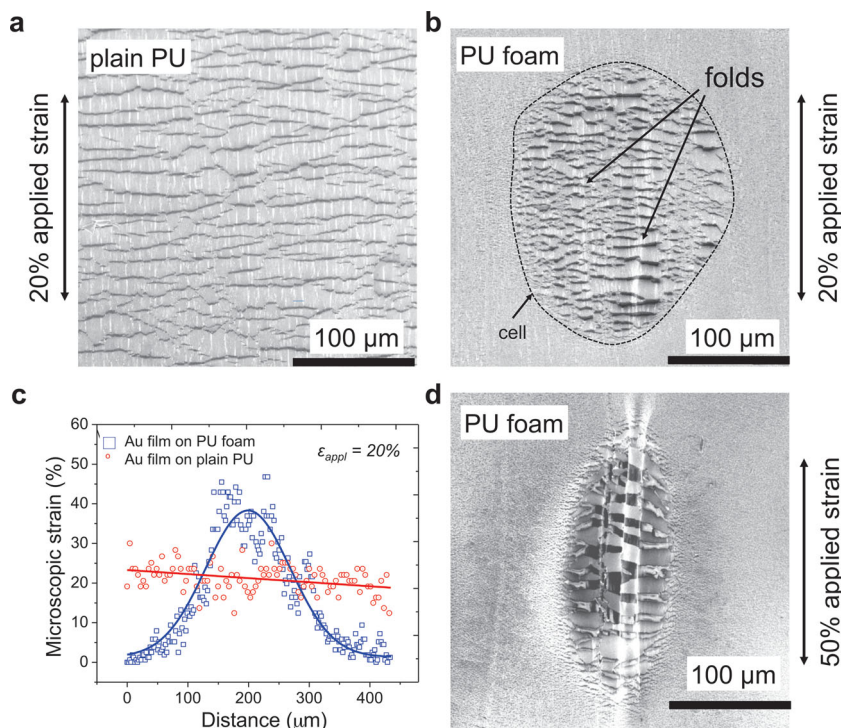 a
plain PU
20% applied strain
100 µm
b
PU foam
folds
cell
20% applied strain
100 µm
c
60
50
40
30
20
10
0
Microscopic strain (%)
Au film on PU foam
Au film on plain PU
εappl = 20%
0 100 200 300 400
Distance (µm)
d
PU foam
50% applied strain
100 µm